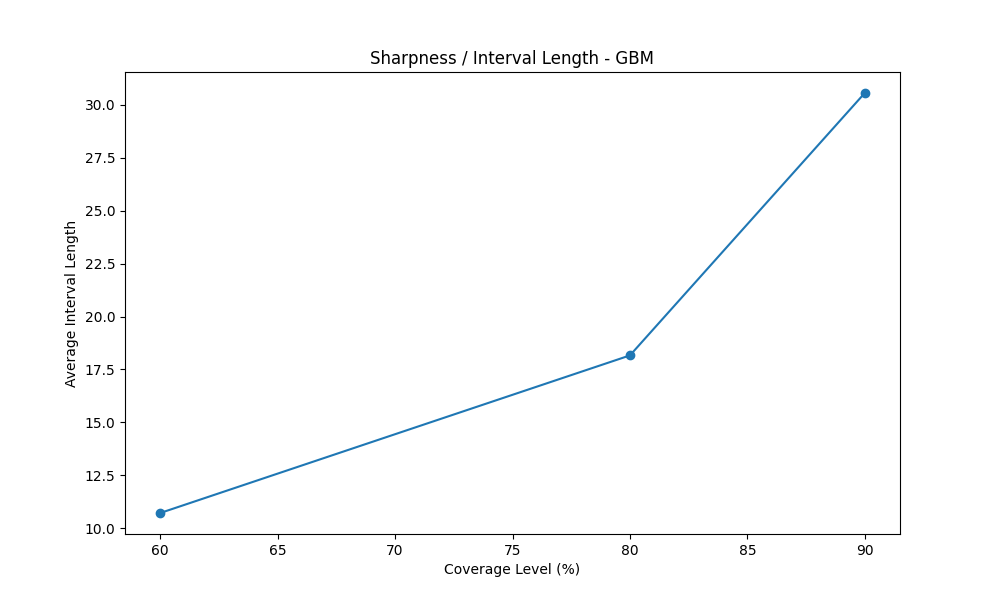 Sharpness / Interval Length - GBM
Average Interval Length
30.0
27.5
25.0
22.5
20.0
17.5
15.0
12.5
10.0
60 65 70 75 80 85 90
Coverage Level (%)